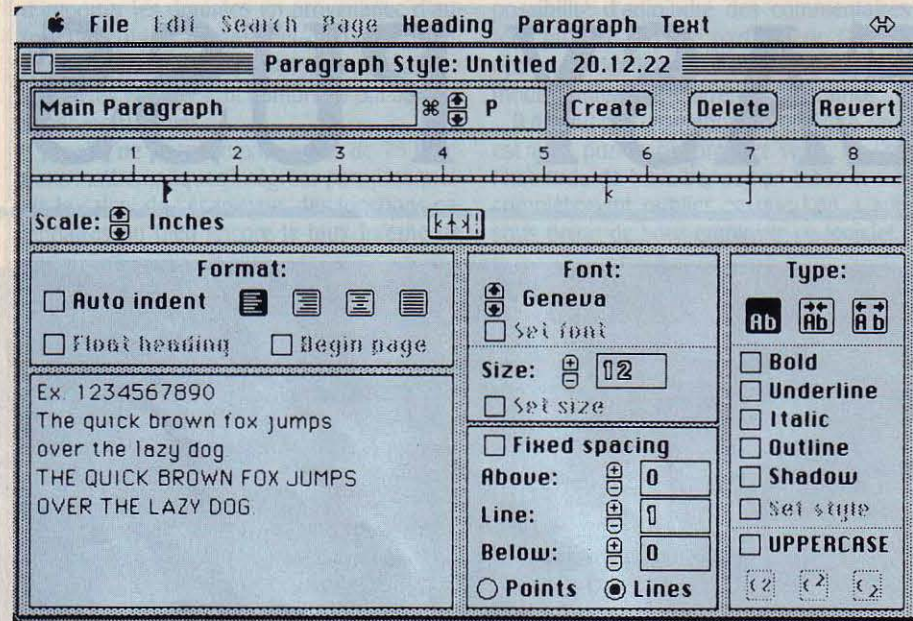 File Edit Search Page Heading Paragraph Text
Paragraph Style: Untitled 20.12.22
Main Paragraph ⌘ P Create Delete Revert
1 2 3 4 5 6 7 8
Scale: Inches
Format:
Auto indent
Float heading Begin page
Ex. 1234567890
The quick brown fox jumps
over the lazy dog.
THE QUICK BROWN FOX JUMPS
OVER THE LAZY DOG.
Font:
Geneva
Set font
Size: 12
Set size
Fixed spacing
Above: 0
Line: 1
Below: 0
Points Lines
Type:
Ab Ab Ab
Bold
Underline
Italic
Outline
Shadow
Set style
UPPERCASE